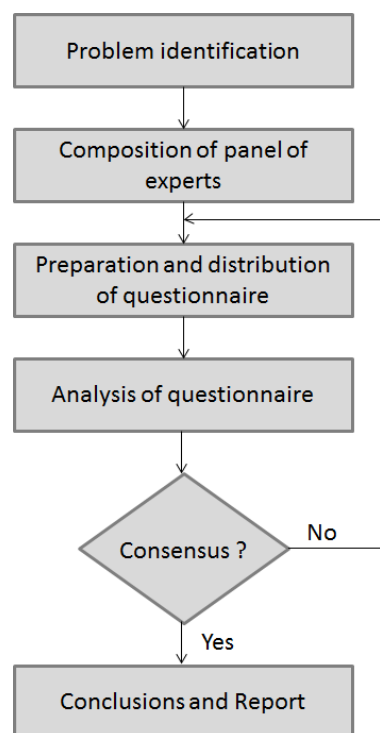 Problem identification
Composition of panel of
experts
Preparation and distribution
of questionnaire
Analysis of questionnaire
Consensus ?
No
Yes
Conclusions and Report